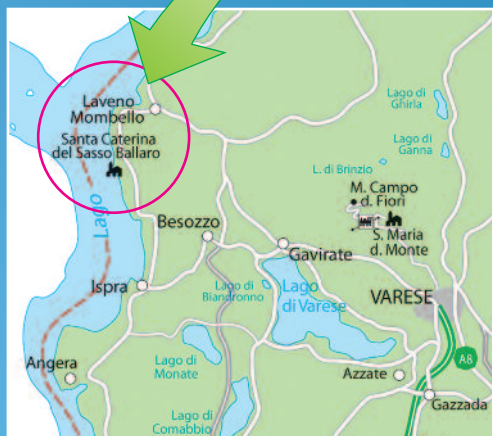 Laveno
Mombello
Santa Caterina
del Sasso Ballaro
Lago
Lago di
Ghirla
Lago di
Ganna
L. di Brinzio
M. Campo
d. Fiori
S. Maria
d. Monte
Besozzo
Gavirate
Ispra
Lago di
Biandronno
Lago
di Varese
VARESE
A8
Angera
Lago di
Monate
Azzate
Gazzada
Lago di
Comabbio